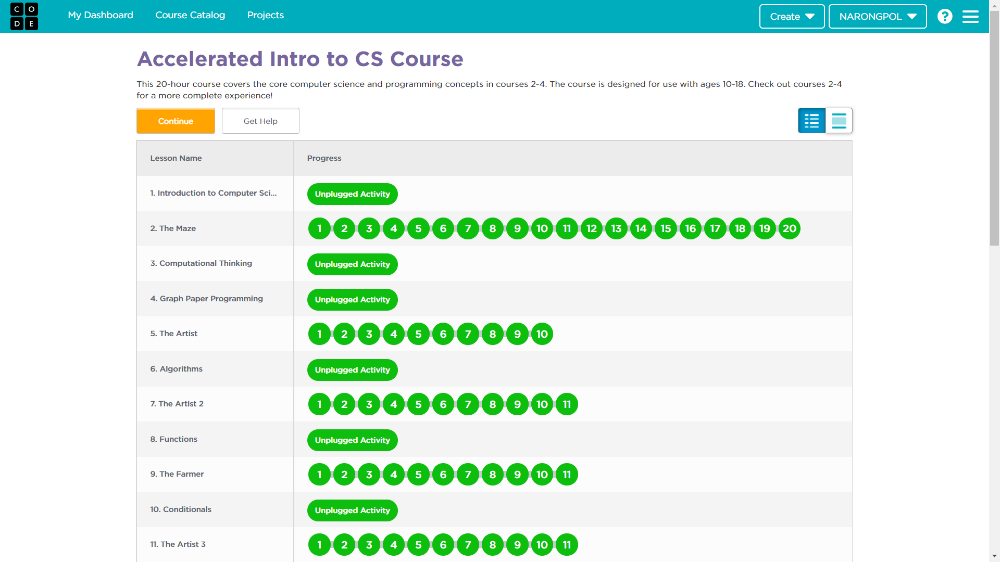 C O
D E
My Dashboard
Course Catalog
Projects
Create
NARONGPOL
?
Accelerated Intro to CS Course
This 20-hour course covers the core computer science and programming concepts in courses 2-4. The course is designed for use with ages 10-18. Check out courses 2-4
for a more complete experience!
Continue
Get Help
Lesson Name
Progress
1. Introduction to Computer Sci...
Unplugged Activity
2. The Maze
1 2 3 4 5 6 7 8 9 10 11 12 13 14 15 16 17 18 19 20
3. Computational Thinking
Unplugged Activity
4. Graph Paper Programming
Unplugged Activity
5. The Artist
1 2 3 4 5 6 7 8 9 10
6. Algorithms
Unplugged Activity
7. The Artist 2
1 2 3 4 5 6 7 8 9 10 11
8. Functions
Unplugged Activity
9. The Farmer
1 2 3 4 5 6 7 8 9 10 11
10. Conditionals
Unplugged Activity
11. The Artist 3
1 2 3 4 5 6 7 8 9 10 11